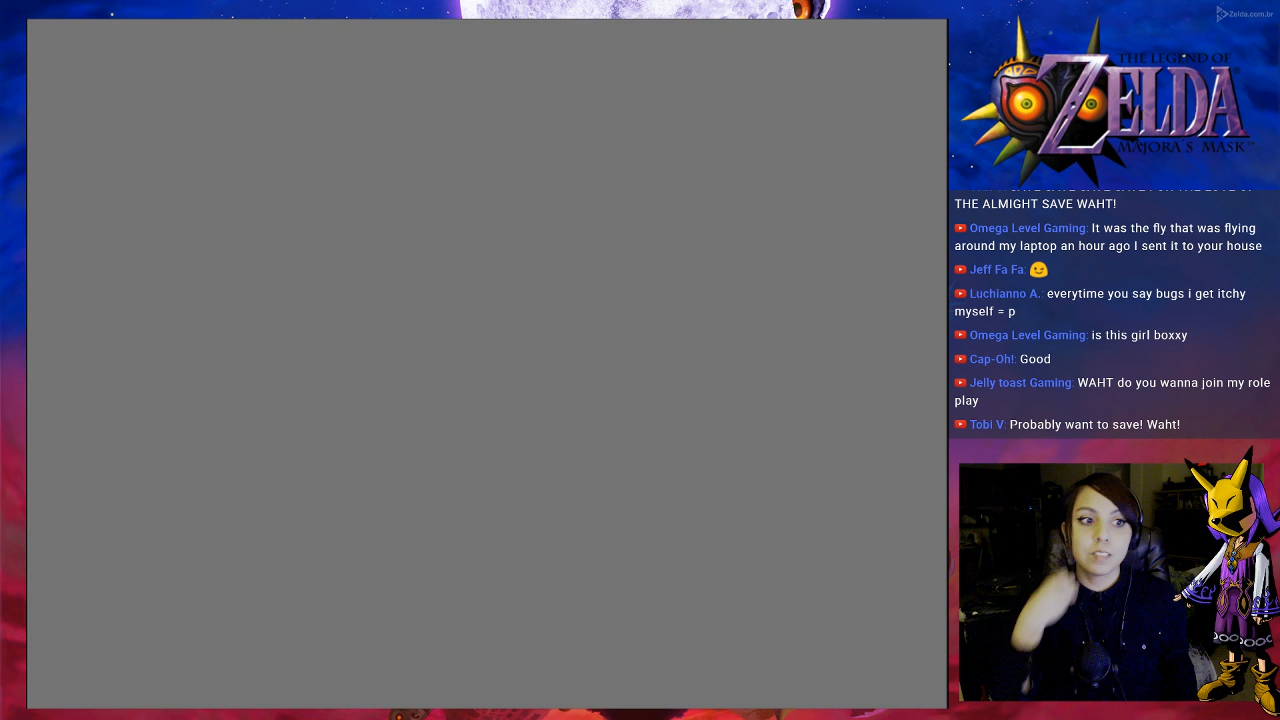 Zelda.com.br
THE LEGEND OF
ZELDA
MAJORA'S MASK™
THE ALMIGHT SAVE WAHT!
Omega Level Gaming: It was the fly that was flying
around my laptop an hour ago I sent it to your house
Jeff Fa Fa: 😉
Luchianno A.: everytime you say bugs i get itchy
myself = p
Omega Level Gaming: is this girl boxxy
Cap-Oh!: Good
Jelly toast Gaming: WAHT do you wanna join my role
play
Tobi V: Probably want to save! Waht!